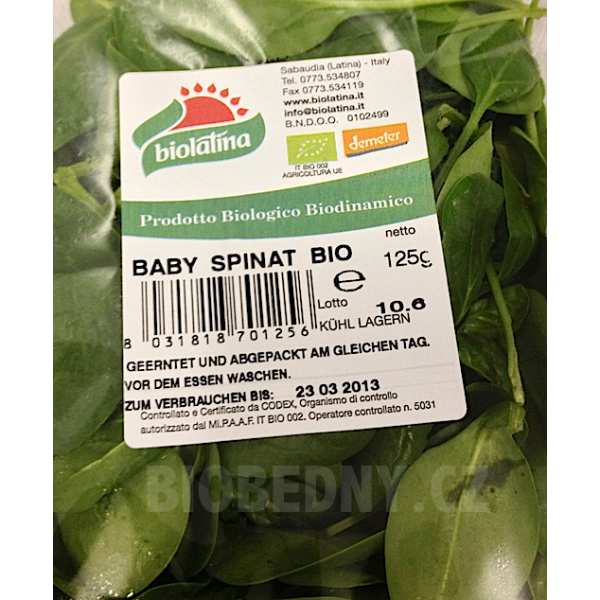 biolatina
Sabaudia (Latina) - Italy
Tel. 0773.534807
Fax 0773.534119
www.biolatina.it
info@biolatina.it
B.N.D.O.O. 0102499
demeter
IT BIO 002
AGRICOLTURA UE
Prodotto Biologico Biodinamico
netto
BABY SPINAT BIO 125g
e
Lotto 10.6
8 031818 701256 KÜHL LAGERN
GEERNTET UND ABGEPACKT AM GLEICHEN TAG.
VOR DEM ESSEN WASCHEN.
ZUM VERBRAUCHEN BIS: 23 03 2013
Controllato e Certificato da CODEX, Organismo di controllo
autorizzato dal Mi.P.A.A.F. IT BIO 002. Operatore controllato n. 5031
BIOBEDNY.CZ